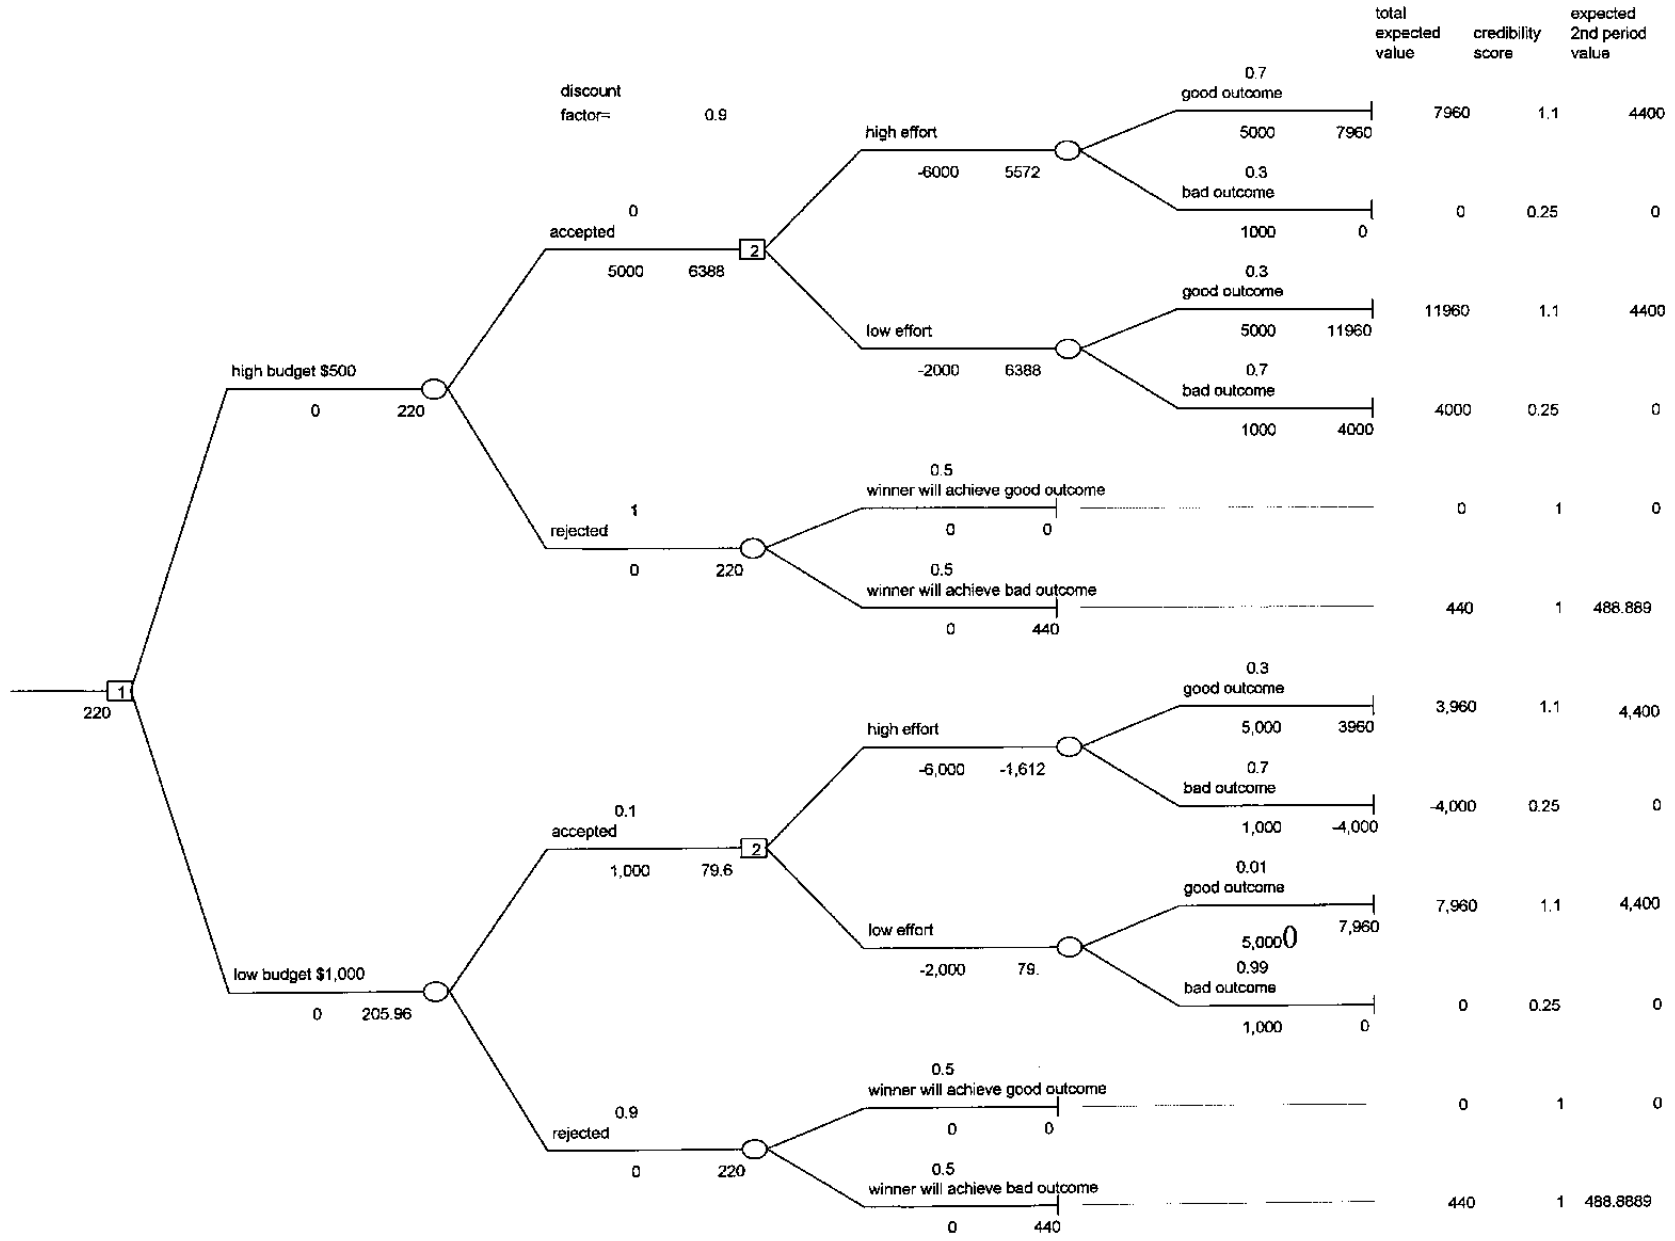 total expected
expected credibility 2nd period
value score value
discount
factor= 0.9
0.7
good outcome
5000 7960
7960 1.1 4400
high effort
-6000 5572
0.3
bad outcome
1000 0
0 0.25 0
0
accepted
5000 6388
2
0.3
good outcome
5000 11960
11960 1.1 4400
low effort
-2000 6388
0.7
bad outcome
1000 4000
4000 0.25 0
high budget $500
0 220
0.5
winner will achieve good outcome
0 0
0 1 0
1
rejected
0 220
0.5
winner will achieve bad outcome
0 440
440 1 488.889
1
220
0.3
good outcome
5,000 3960
3,960 1.1 4,400
high effort
-6,000 -1,612
0.7
bad outcome
1,000 -4,000
-4,000 0.25 0
0.1
accepted
1,000 79.6
2
0.01
good outcome
5,0000 7,960
7,960 1.1 4,400
low effort
-2,000 79.
0.99
bad outcome
1,000 0
0 0.25 0
low budget $1,000
0 205.96
0.5
winner will achieve good outcome
0 0
0 1 0
0.9
rejected
0 220
0.5
winner will achieve bad outcome
0 440
440 1 488.8889